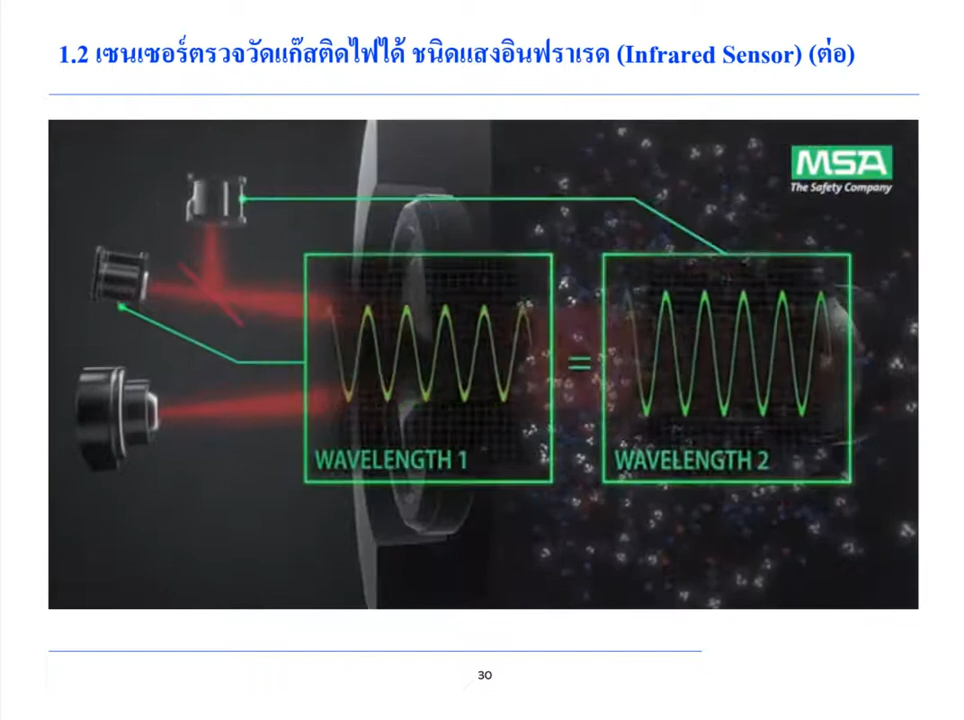 1.2 เซนเซอร์ตรวจวัดแก๊สติดไฟได้ ชนิดแสงอินฟราเรด (Infrared Sensor) (ต่อ)
MSA
The Safety Company
=
WAVELENGTH 1
WAVELENGTH 2
30